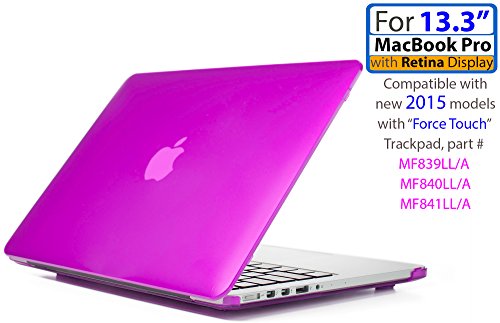 For 13.3”
MacBook Pro
with Retina Display
Compatible with
new 2015 models
with “Force Touch”
Trackpad, part #
MF839LL/A
MF840LL/A
MF841LL/A